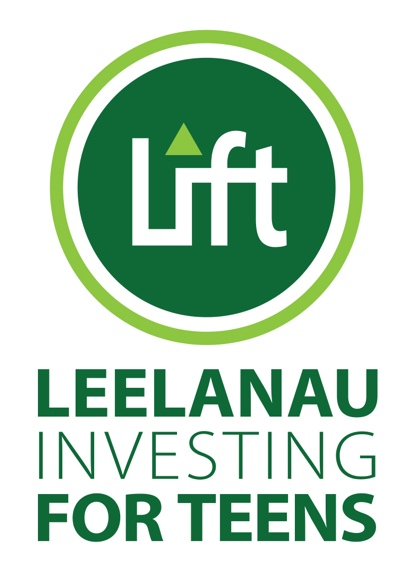 Lift
LEELANAU
INVESTING
FOR TEENS